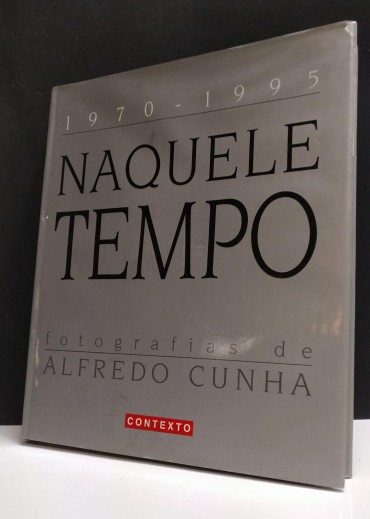 1970-1995
NAQUELE
TEMPO
fotografias de
ALFREDO CUNHA
CONTEXTO